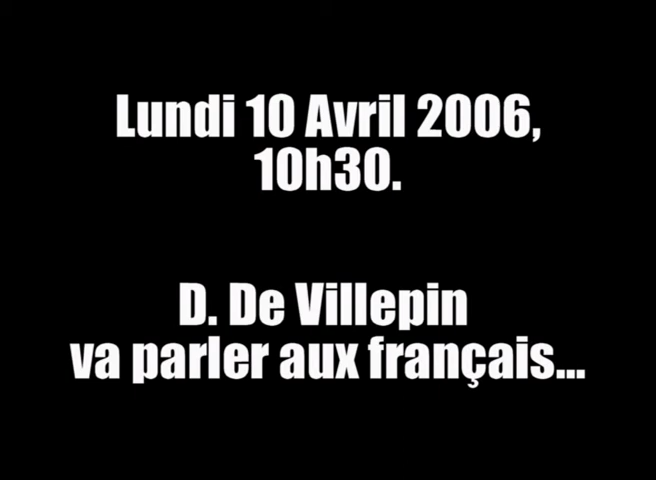 Lundi 10 Avril 2006,
10h30.
D. De Villepin
va parler aux français...